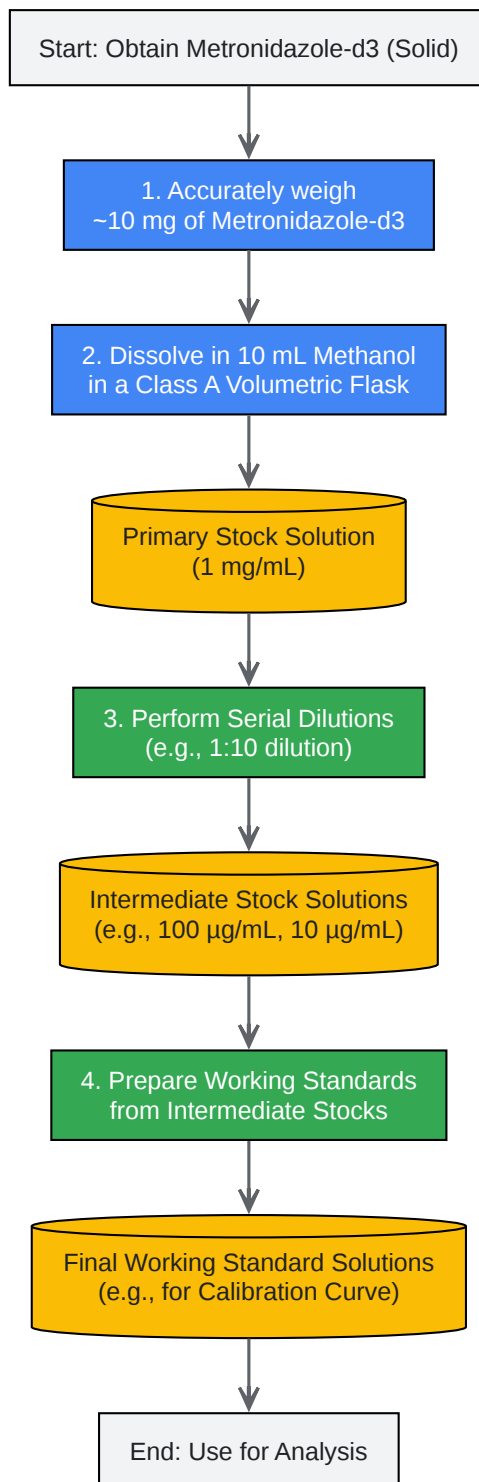 Start: Obtain Metronidazole-d3 (Solid)
1. Accurately weigh
~10 mg of Metronidazole-d3
2. Dissolve in 10 mL Methanol
in a Class A Volumetric Flask
Primary Stock Solution
(1 mg/mL)
3. Perform Serial Dilutions
(e.g., 1:10 dilution)
Intermediate Stock Solutions
(e.g., 100 µg/mL, 10 µg/mL)
4. Prepare Working Standards
from Intermediate Stocks
Final Working Standard Solutions
(e.g., for Calibration Curve)
End: Use for Analysis